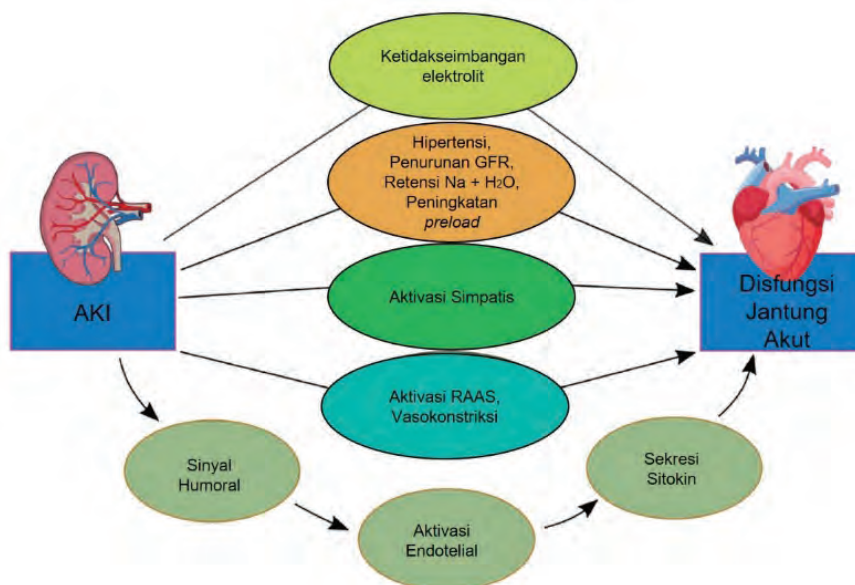 Ketidakseimbangan
elektrolit
Hipertensi,
Penurunan GFR,
Retensi Na + H₂O,
Peningkatan
preload
AKI
Aktivasi Simpatis
Disfungsi
Jantung
Akut
Aktivasi RAAS,
Vasokonstriksi
Sinyal
Humoral
Aktivasi
Endotelial
Sekresi
Sitokin